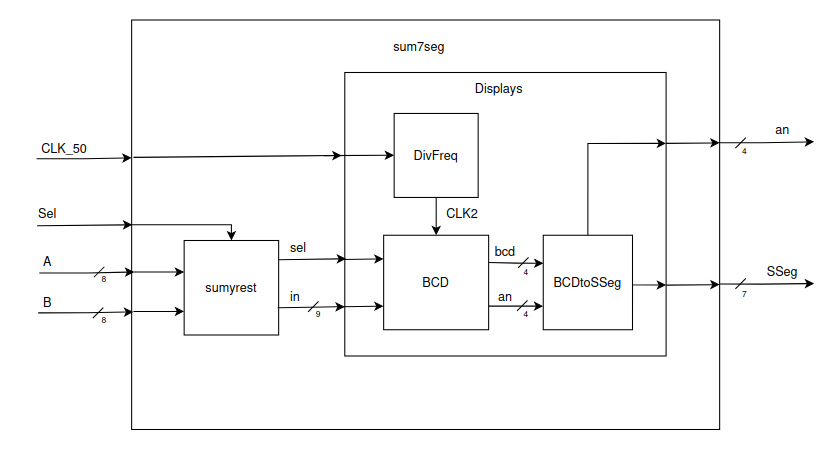 sum7seg
Displays
CLK_50
DivFreq
an
4
CLK2
Sel
sel
A
8
sumyrest
in
9
BCD
bcd
4
an
4
BCDtoSSeg
SSeg
7
B
8